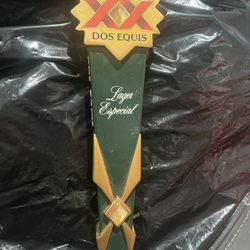 XX
DOS EQUIS
Lager
Especial